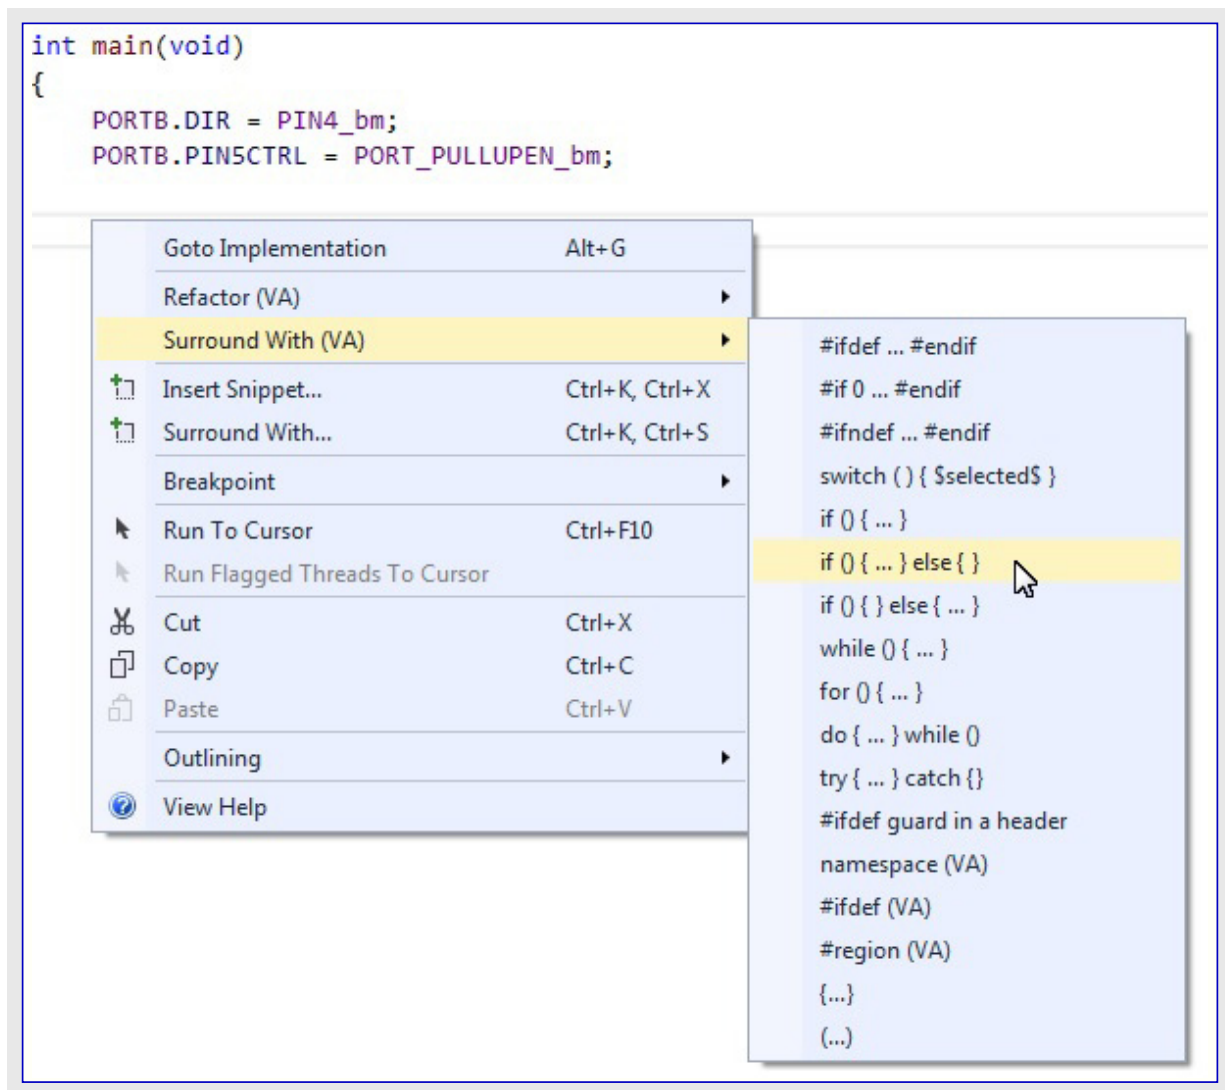 int main(void)
{
PORTB.DIR = PIN4_bm;
PORTB.PIN5CTRL = PORT_PULLUPEN_bm;
Goto Implementation Alt+G
Refactor (VA)
Surround With (VA)
Insert Snippet... Ctrl+K, Ctrl+X
Surround With... Ctrl+K, Ctrl+S
Breakpoint
Run To Cursor Ctrl+F10
Run Flagged Threads To Cursor
Cut Ctrl+X
Copy Ctrl+C
Paste Ctrl+V
Outlining
View Help
#ifdef ... #endif
#if 0 ... #endif
#ifndef ... #endif
switch ( ) { $selected$ }
if () { ... }
if () { ... } else { }
if () { } else { ... }
while () { ... }
for () { ... }
do { ... } while ()
try { ... } catch {}
#ifdef guard in a header
namespace (VA)
#ifdef (VA)
#region (VA)
{...}
(...)